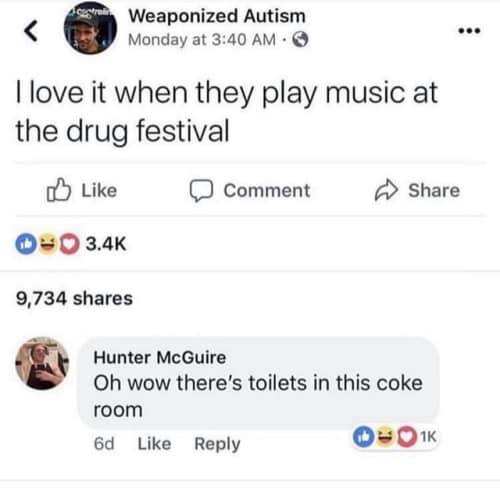 Weaponized Autism
Monday at 3:40 AM ·
I love it when they play music at
the drug festival
Like Comment Share
3.4K
9,734 shares
Hunter McGuire
Oh wow there's toilets in this coke
room
6d Like Reply 1K